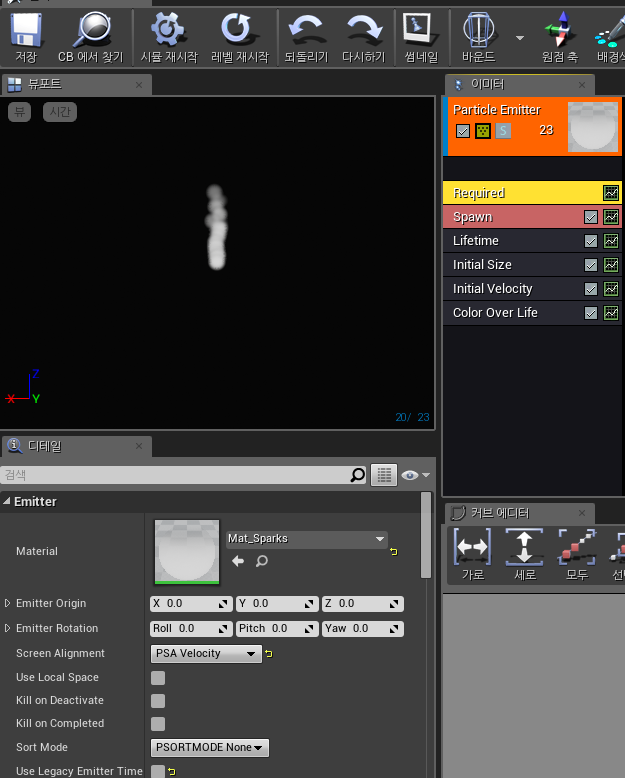 저장
CB 에서 찾기
시뮬 재시작
레벨 재시작
되돌리기
다시하기
썸네일
바운드
원점 축
뷰포트
이미터
뷰
시간
Particle Emitter
S
23
Required
Spawn
Lifetime
Initial Size
Initial Velocity
Color Over Life
Z
X
Y
20/ 23
디테일
검색
Emitter
Material
Mat_Sparks
Emitter Origin
X 0.0
Y 0.0
Z 0.0
Emitter Rotation
Roll 0.0
Pitch 0.0
Yaw 0.0
Screen Alignment
PSA Velocity
Use Local Space
Kill on Deactivate
Kill on Completed
Sort Mode
PSORTMODE None
Use Legacy Emitter Time
커브 에디터
가로
세로
모두